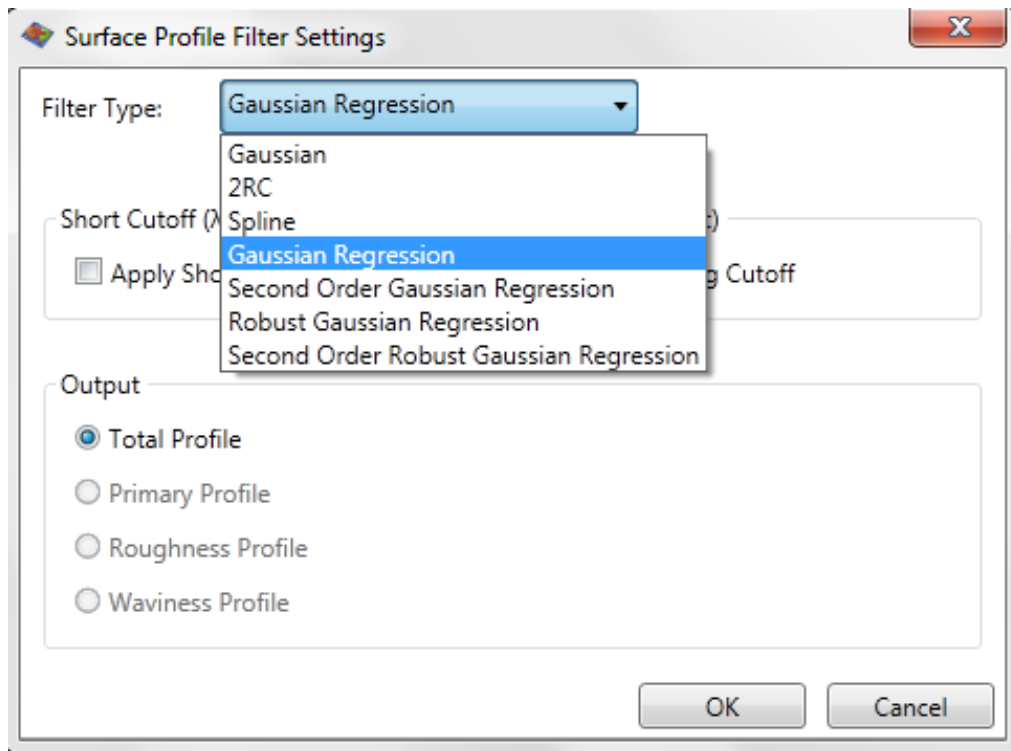 Surface Profile Filter Settings
Filter Type:
Gaussian Regression
Gaussian
2RC
Spline
Gaussian Regression
Second Order Gaussian Regression
Robust Gaussian Regression
Second Order Robust Gaussian Regression
Short Cutoff
Apply
Cutoff
Output
Total Profile
Primary Profile
Roughness Profile
Waviness Profile
OK
Cancel